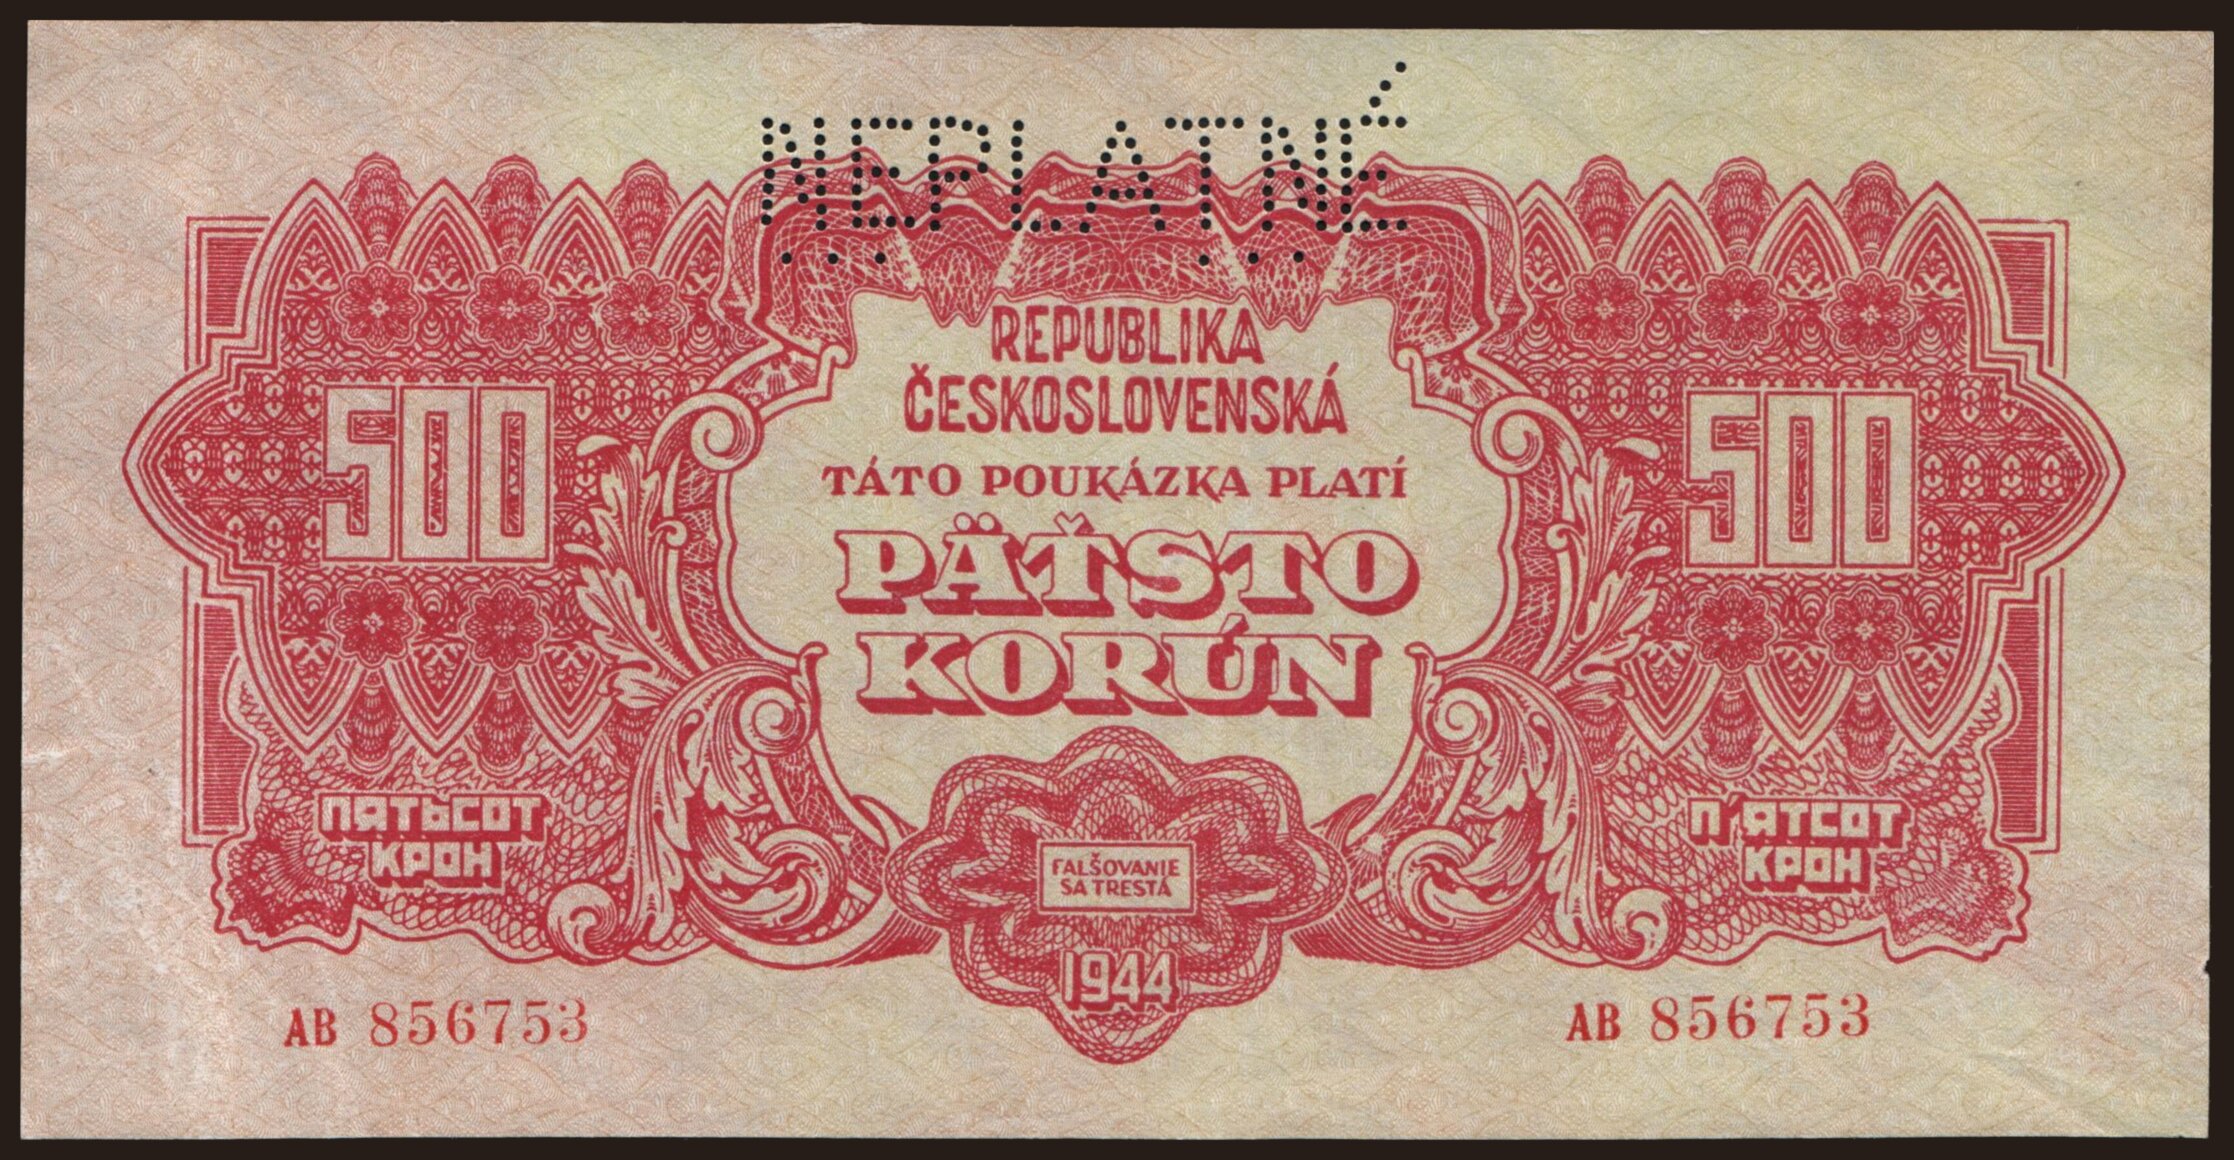 NEPLATNÉ
REPUBLIKA
ČESKOSLOVENSKÁ
TÁTO POUKÁZKA PLATÍ
500
PÄŤSTO
KORÚN
500
ПЯТЬСОТ
КРОН
П'ЯТСОТ
КРОН
FALŠOVANIE
SA TRESTÁ
1944
AB 856753
AB 856753